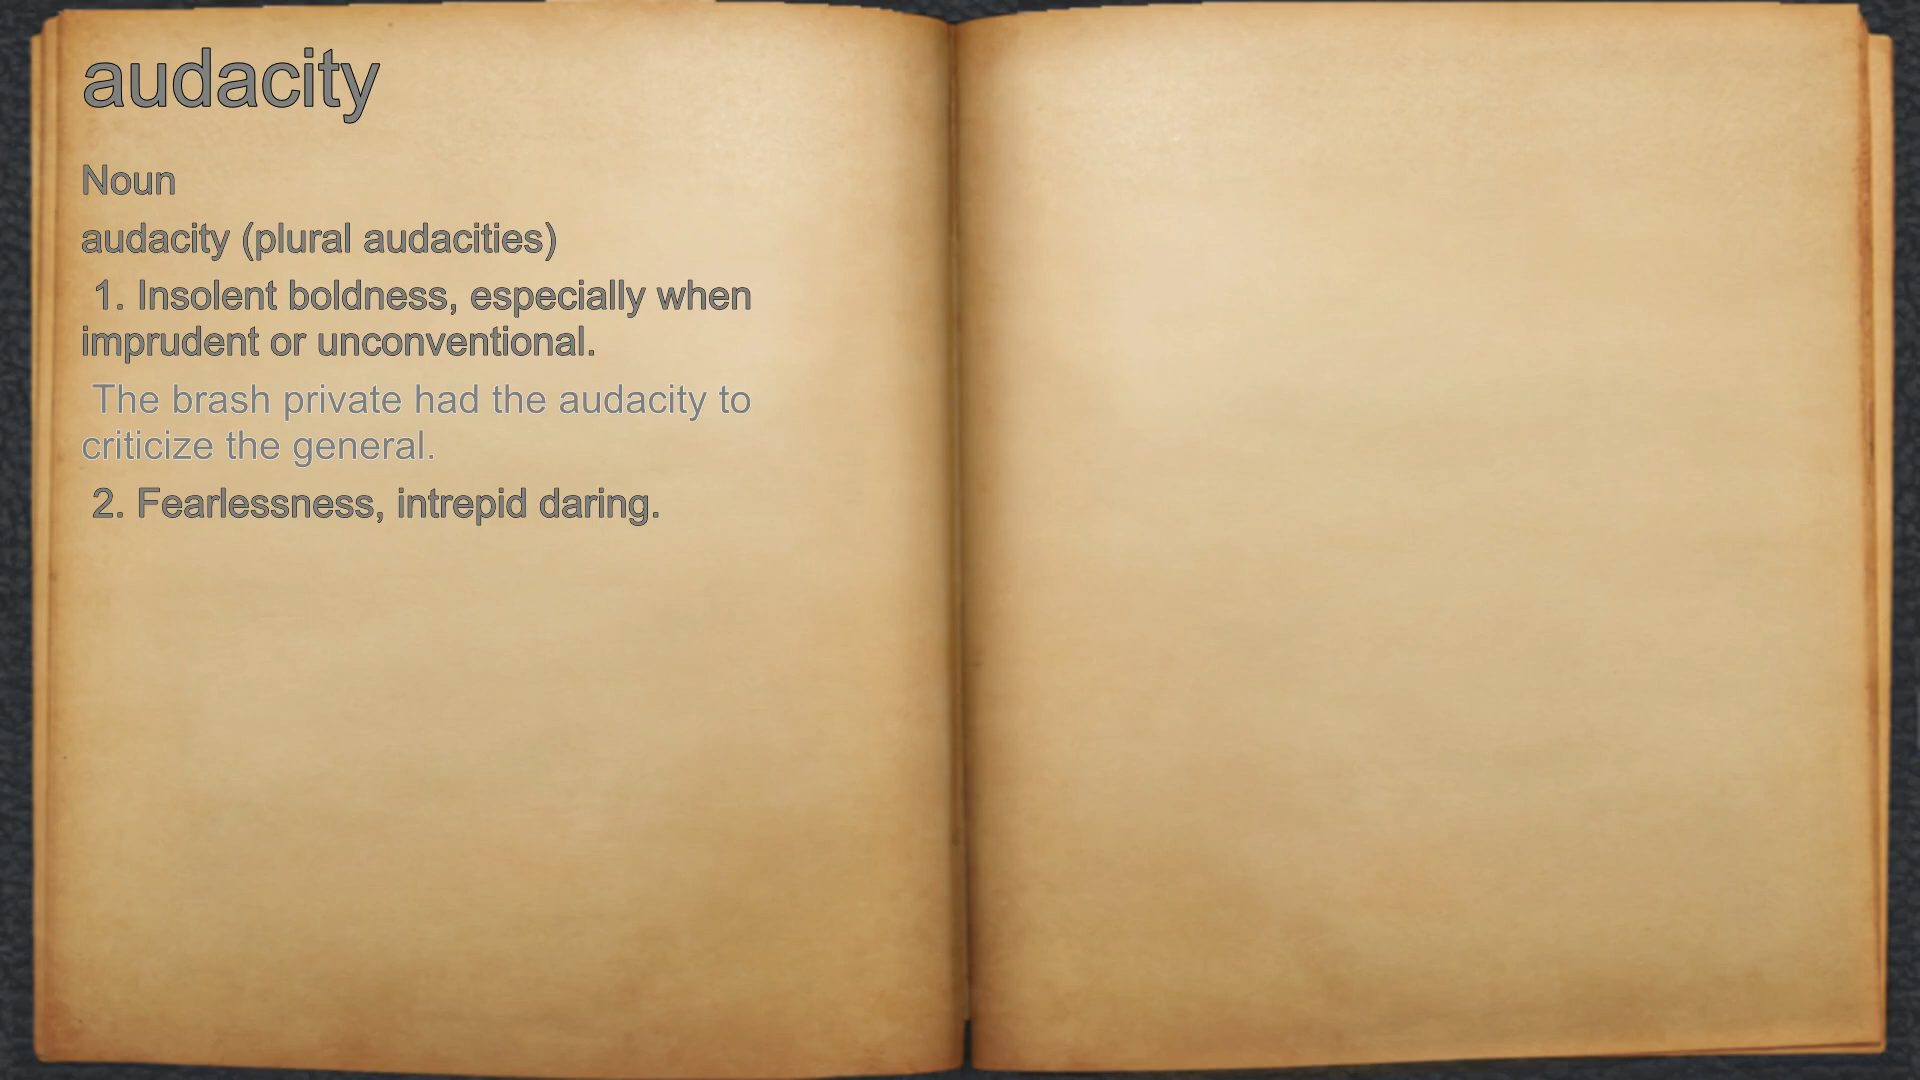 audacity
Noun
audacity (plural audacities)
1. Insolent boldness, especially when
imprudent or unconventional.
The brash private had the audacity to
criticize the general.
2. Fearlessness, intrepid daring.